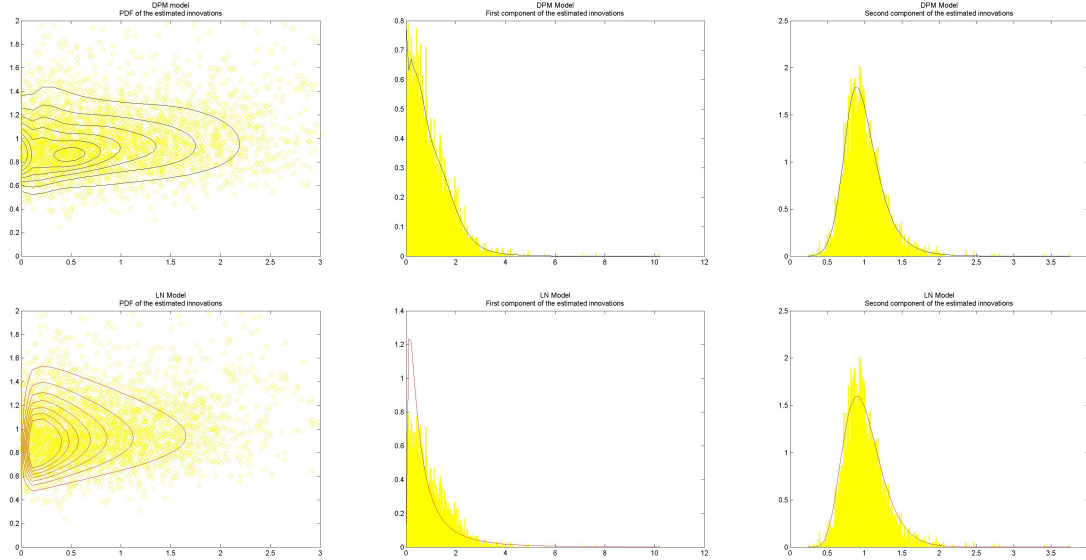 DPM model
PDF of the estimated innovations
2
1.8
1.6
1.4
1.2
1
0.8
0.6
0.4
0.2
0
0 0.5 1 1.5 2 2.5 3
DPM Model
First component of the estimated innovations
0.8
0.7
0.6
0.5
0.4
0.3
0.2
0.1
0
0 2 4 6 8 10 12
DPM Model
Second component of the estimated innovations
2.5
2
1.5
1
0.5
0
0 0.5 1 1.5 2 2.5 3 3.5 4
LN Model
PDF of the estimated innovations
2
1.8
1.6
1.4
1.2
1
0.8
0.6
0.4
0.2
0
0 0.5 1 1.5 2 2.5 3
LN Model
First component of the estimated innovations
1.4
1.2
1
0.8
0.6
0.4
0.2
0
0 2 4 6 8 10 12
LN Model
Second component of the estimated innovations
2.5
2
1.5
1
0.5
0
0 0.5 1 1.5 2 2.5 3 3.5 4